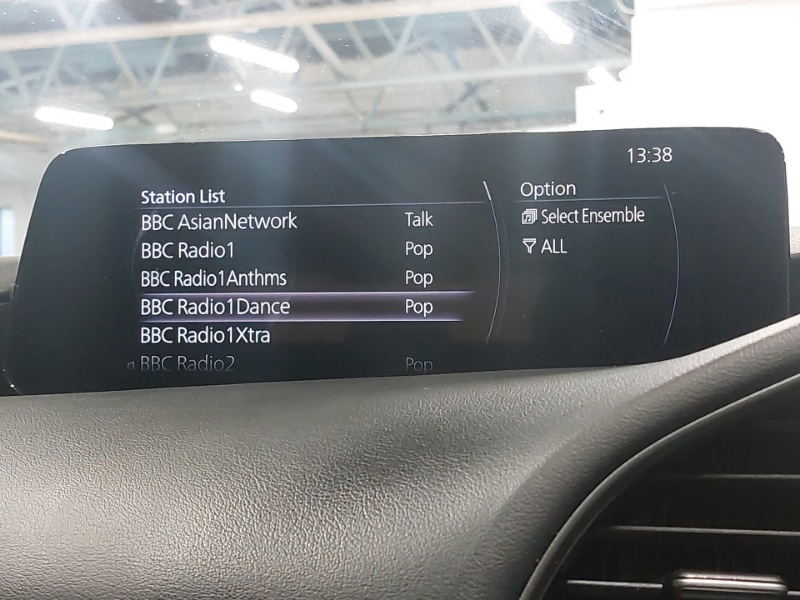 13:38
Station List
BBC AsianNetwork Talk
BBC Radio1 Pop
BBC Radio1Anthms Pop
BBC Radio1Dance Pop
BBC Radio1Xtra
BBC Radio2 Pop
Option
Select Ensemble
ALL